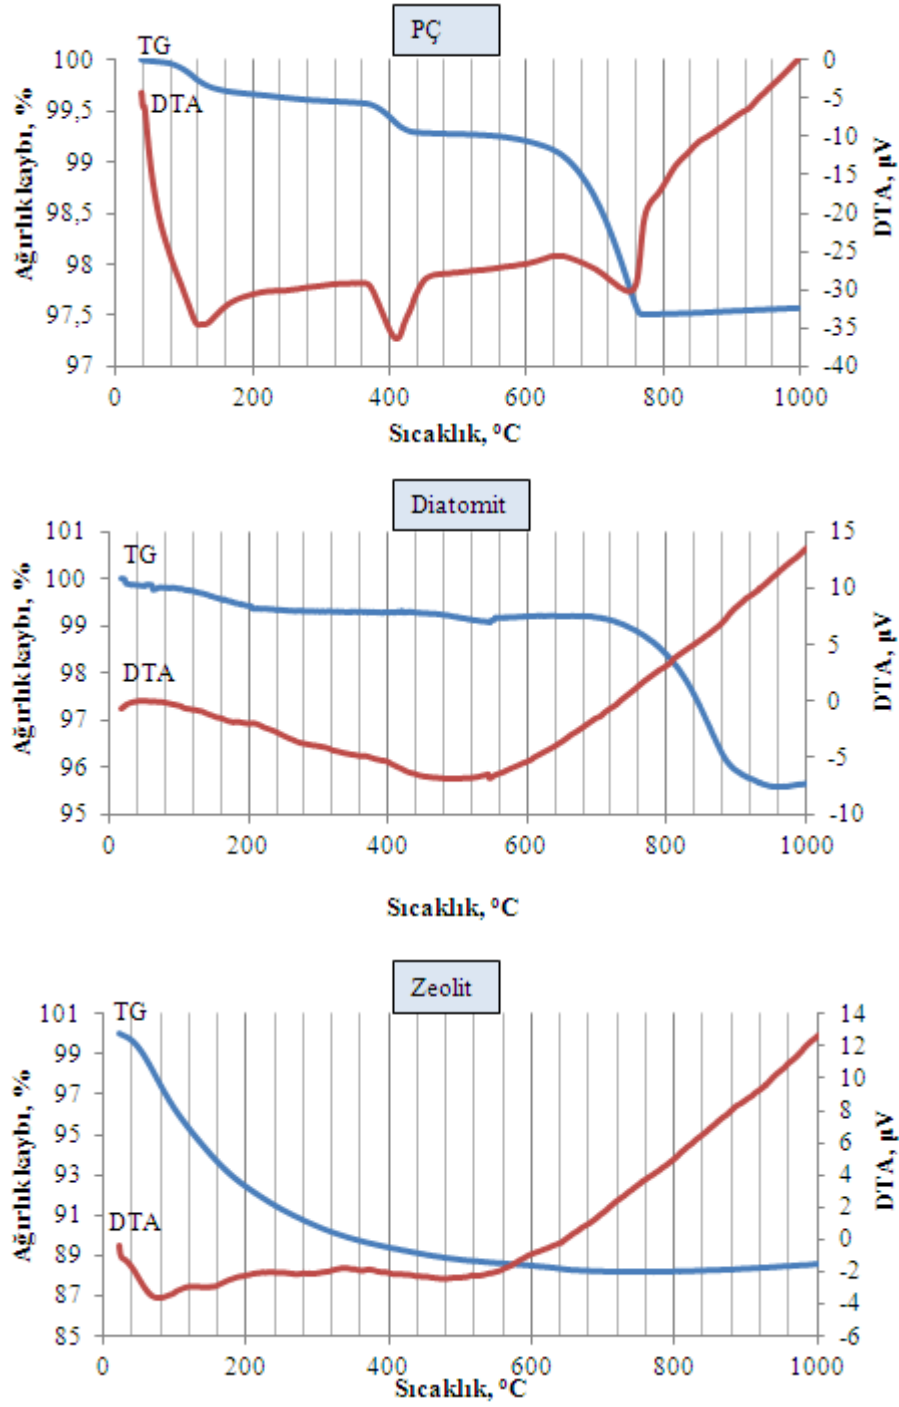 PÇ
TG
DTA
100
99,5
99
98,5
98
97,5
97
0
-5
-10
-15
-20
-25
-30
-35
-40
0 200 400 600 800 1000
Ağırlık kaybı, %
DTA, µV
Sıcaklık, °C
Diatomit
TG
DTA
101
100
99
98
97
96
95
15
10
5
0
-5
-10
0 200 400 600 800 1000
Ağırlık kaybı, %
DTA, µV
Sıcaklık, °C
Zeolit
TG
DTA
101
99
97
95
93
91
89
87
85
14
12
10
8
6
4
2
0
-2
-4
-6
0 200 400 600 800 1000
Ağırlık kaybı, %
DTA, µV
Sıcaklık, °C